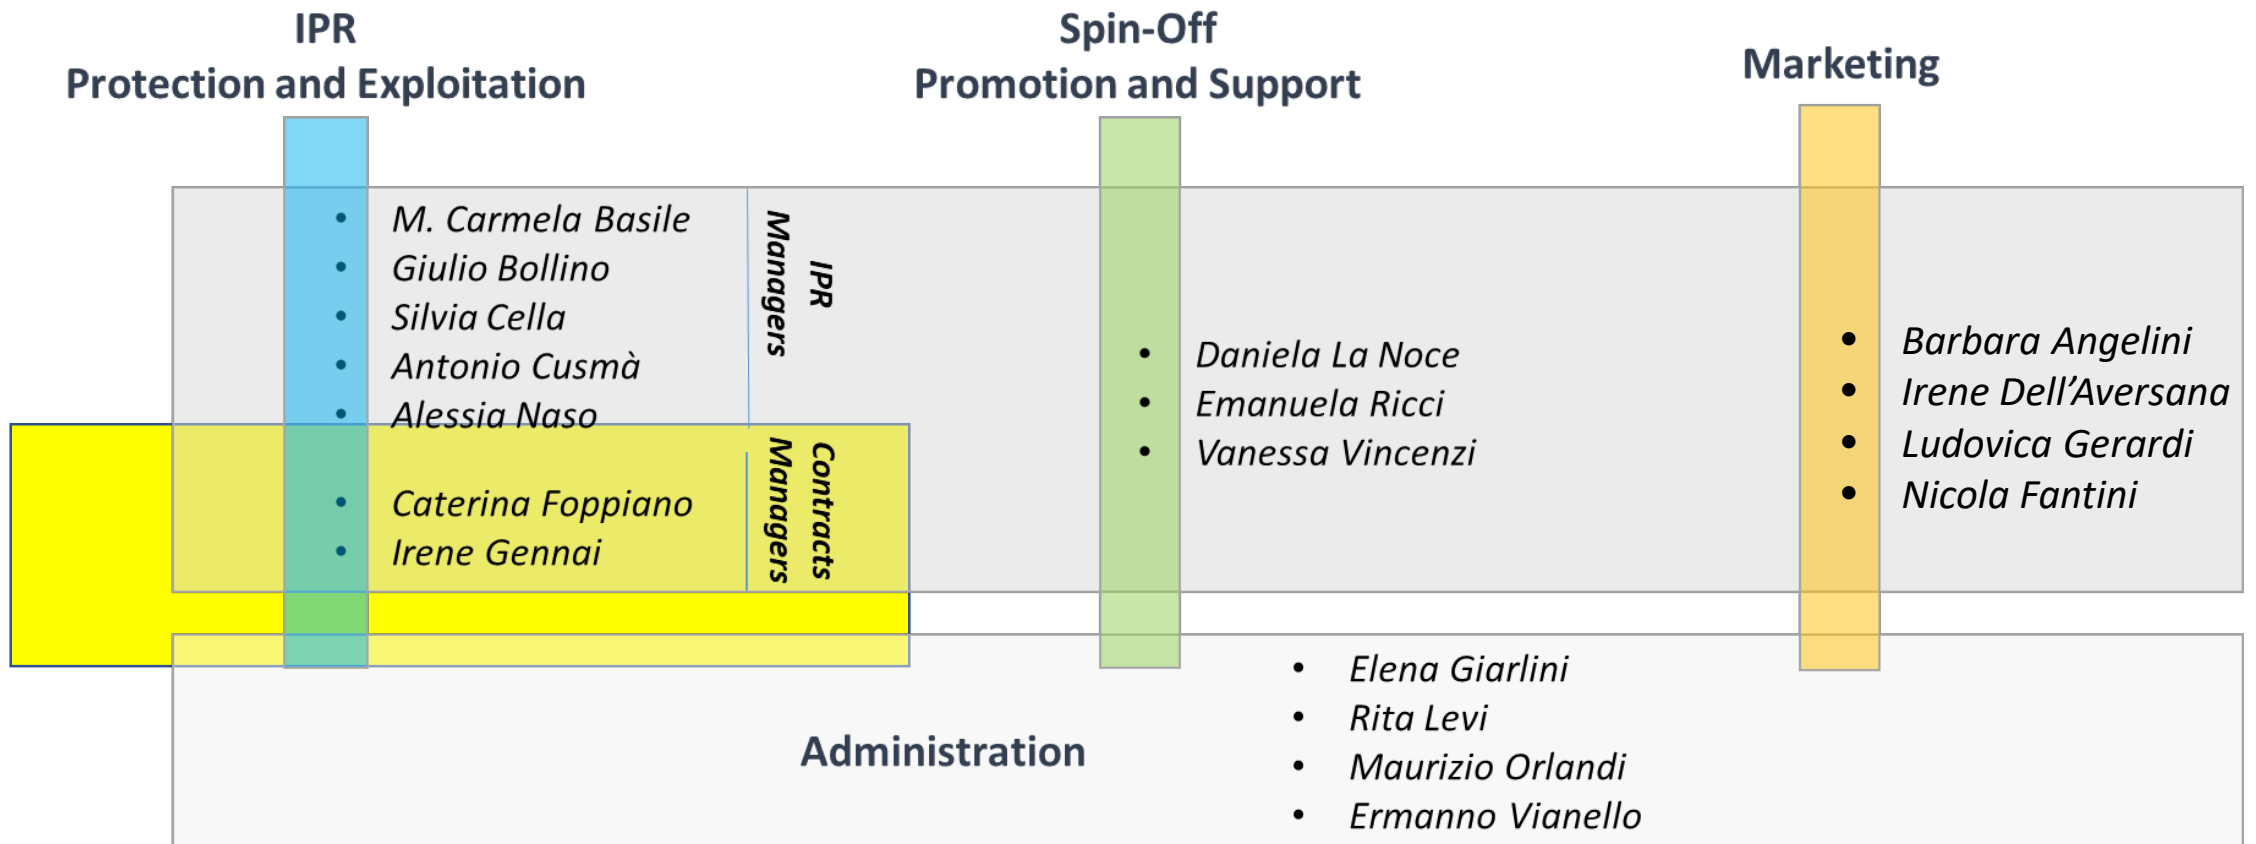 IPR
Protection and Exploitation
Spin-Off
Promotion and Support
Marketing
• M. Carmela Basile
• Giulio Bollino
• Silvia Cella
• Antonio Cusmà
• Alessia Naso
IPR
Managers
• Caterina Foppiano
• Irene Gennai
Contracts
Managers
• Daniela La Noce
• Emanuela Ricci
• Vanessa Vincenzi
• Barbara Angelini
• Irene Dell’Aversana
• Ludovica Gerardi
• Nicola Fantini
Administration
• Elena Giarlini
• Rita Levi
• Maurizio Orlandi
• Ermanno Vianello